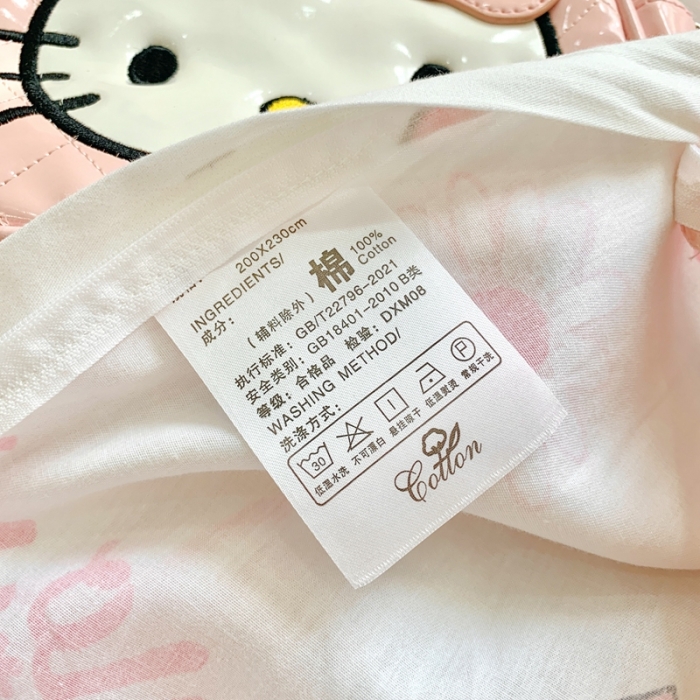 200X230cm
INGREDIENTS/
成分：
棉 100% Cotton
（辅料除外）
执行标准：GB/T22796-2021
安全类别：GB18401-2010 B类
等级：合格品 检验：DXM08
WASHING METHOD/
洗涤方式：
30
P
低温水洗 不可漂白 悬挂晾干 低温熨烫 常规干洗
Cotton